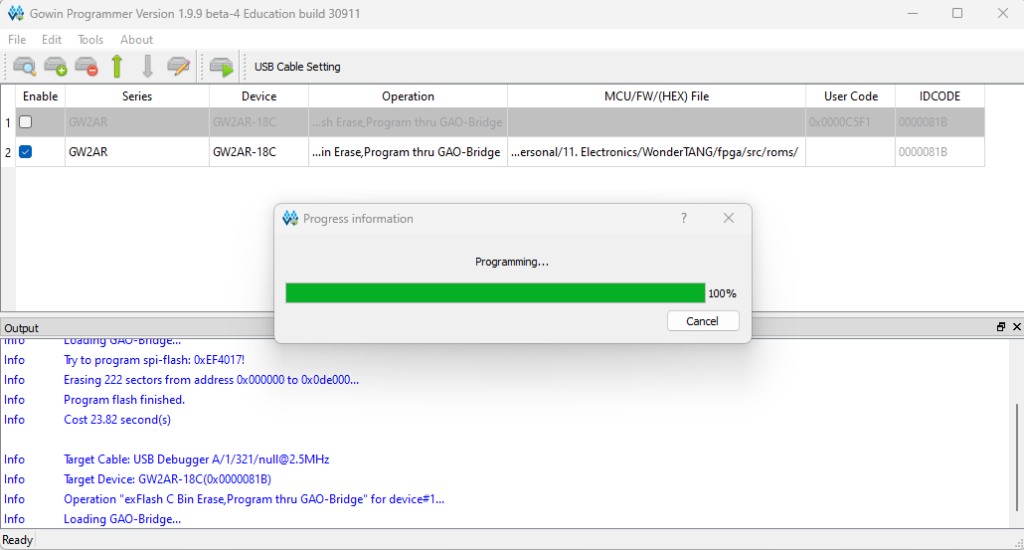 Gowin Programmer Version 1.9.9 beta-4 Education build 30911
File Edit Tools About
USB Cable Setting
Enable Series Device Operation MCU/FW/(HEX) File User Code IDCODE
1 GW2AR GW2AR-18C ...sh Erase,Program thru GAO-Bridge 0x0000C5F1 0000081B
2 GW2AR GW2AR-18C ...in Erase,Program thru GAO-Bridge ...ersonal/11. Electronics/WonderTANG/fpga/src/roms/ 0000081B
Progress information ?
Programming...
100%
Cancel
Output
Info Loading GAO-Bridge...
Info Try to program spi-flash: 0xEF4017!
Info Erasing 222 sectors from address 0x000000 to 0x0de000...
Info Program flash finished.
Info Cost 23.82 second(s)
Info Target Cable: USB Debugger A/1/321/null@2.5MHz
Info Target Device: GW2AR-18C(0x0000081B)
Info Operation "exFlash C Bin Erase,Program thru GAO-Bridge" for device#1...
Info Loading GAO-Bridge...
Ready